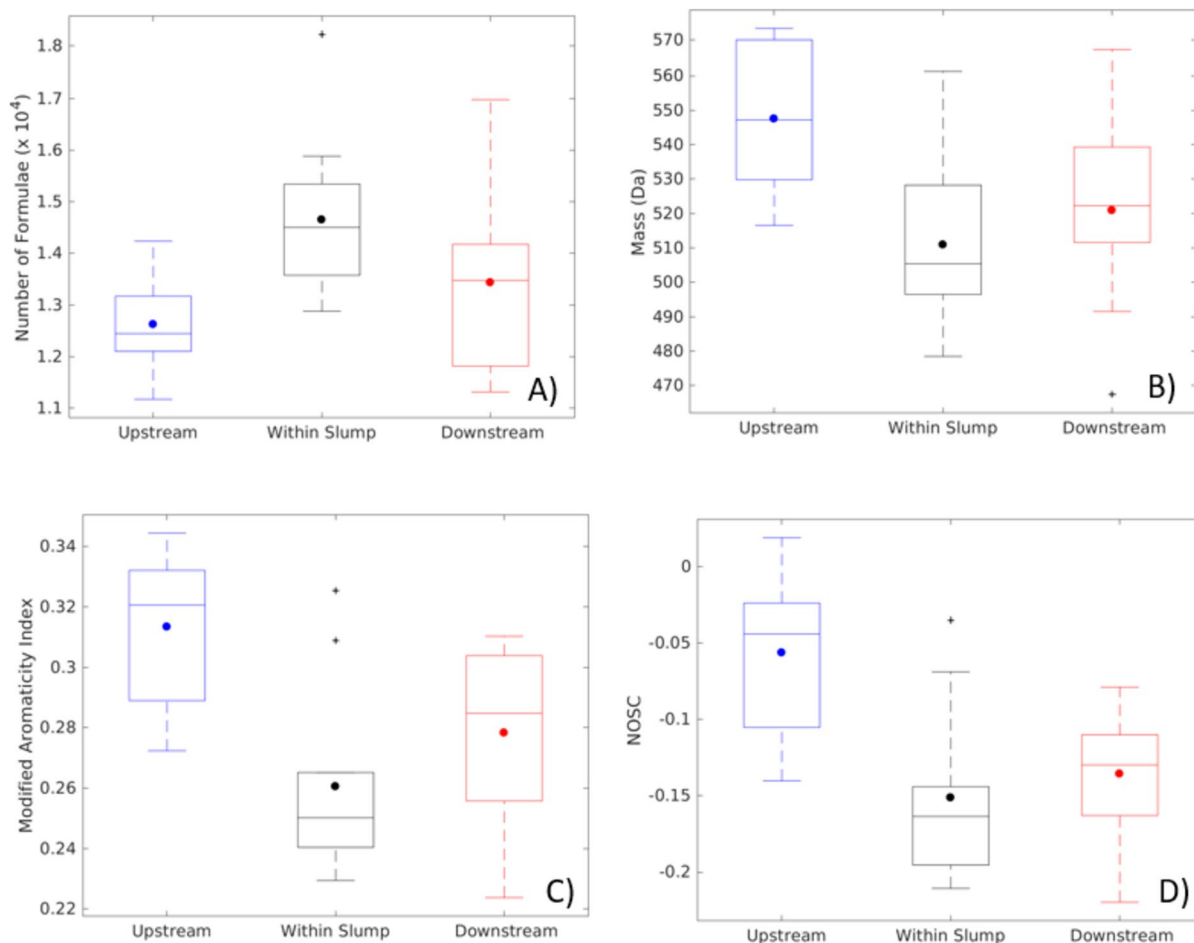 Number of Formulae (x 10^4)
1.8
1.7
1.6
1.5
1.4
1.3
1.2
1.1
Upstream
Within Slump
Downstream
A)
Mass (Da)
570
560
550
540
530
520
510
500
490
480
470
Upstream
Within Slump
Downstream
B)
Modified Aromaticity Index
0.34
0.32
0.3
0.28
0.26
0.24
0.22
Upstream
Within Slump
Downstream
C)
NOSC
0
-0.05
-0.1
-0.15
-0.2
Upstream
Within Slump
Downstream
D)